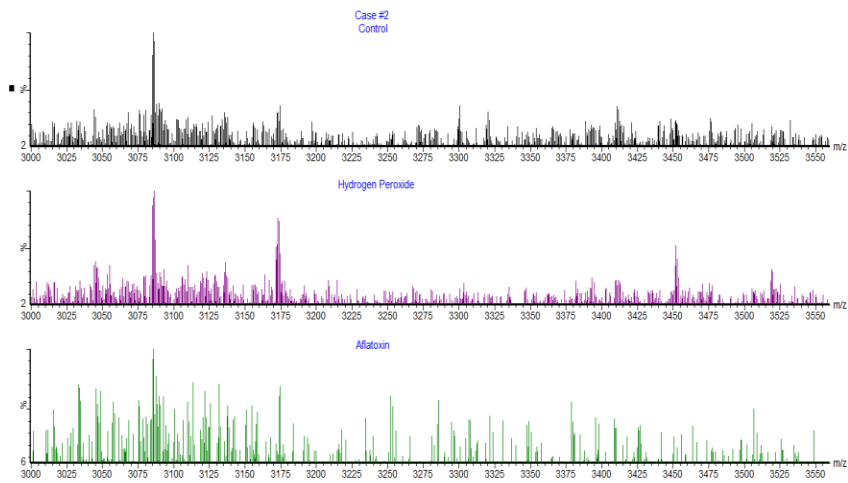 Case #2
Control
%
2
3000 3025 3050 3075 3100 3125 3150 3175 3200 3225 3250 3275 3300 3325 3350 3375 3400 3425 3450 3475 3500 3525 3550 m/z
Hydrogen Peroxide
%
2
3000 3025 3050 3075 3100 3125 3150 3175 3200 3225 3250 3275 3300 3325 3350 3375 3400 3425 3450 3475 3500 3525 3550 m/z
Aflatoxin
%
6
3000 3025 3050 3075 3100 3125 3150 3175 3200 3225 3250 3275 3300 3325 3350 3375 3400 3425 3450 3475 3500 3525 3550 m/z